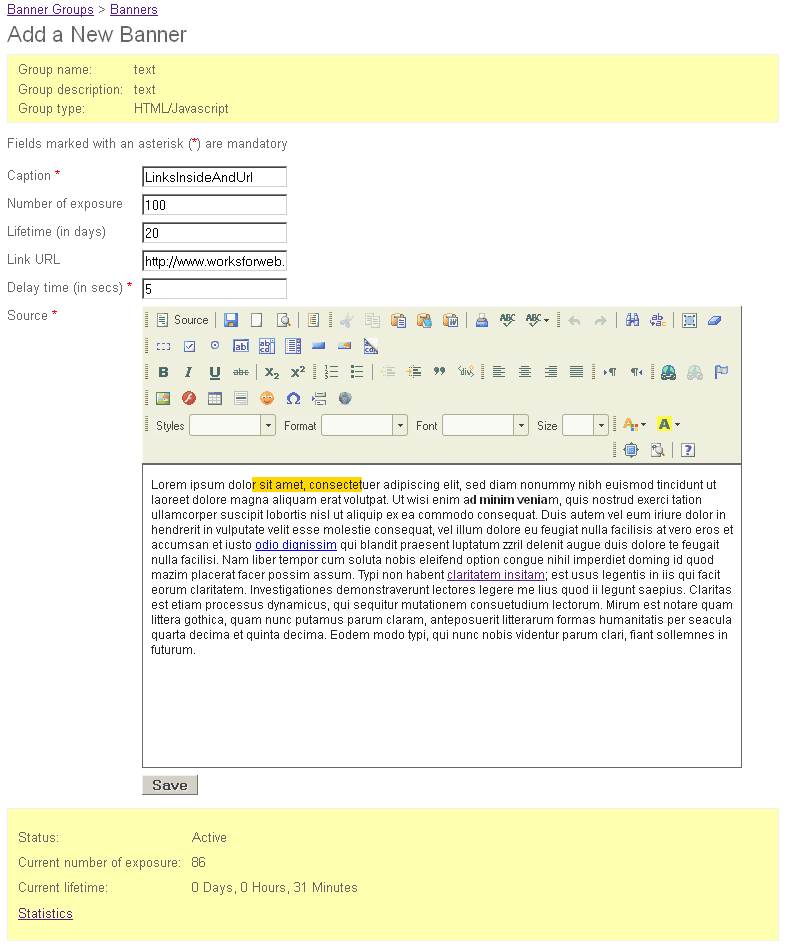 Banner Groups > Banners
Add a New Banner
Group name: text
Group description: text
Group type: HTML/Javascript
Fields marked with an asterisk (*) are mandatory
Caption * LinksInsideAndUrl
Number of exposure 100
Lifetime (in days) 20
Link URL http://www.worksforweb.
Delay time (in secs) * 5
Source *
Source
B I U abc X₂ X²
Styles Format Font Size A A
Lorem ipsum dolor sit amet, consectetuer adipiscing elit, sed diam nonummy nibh euismod tincidunt ut
laoreet dolore magna aliquam erat volutpat. Ut wisi enim ad minim veniam, quis nostrud exerci tation
ullamcorper suscipit lobortis nisl ut aliquip ex ea commodo consequat. Duis autem vel eum iriure dolor in
hendrerit in vulputate velit esse molestie consequat, vel illum dolore eu feugiat nulla facilisis at vero eros et
accumsan et iusto odio dignissim qui blandit praesent luptatum zzril delenit augue duis dolore te feugait
nulla facilisi. Nam liber tempor cum soluta nobis eleifend option congue nihil imperdiet doming id quod
mazim placerat facer possim assum. Typi non habent claritatem insitam; est usus legentis in iis qui facit
eorum claritatem. Investigationes demonstraverunt lectores legere me lius quod ii legunt saepius. Claritas
est etiam processus dynamicus, qui sequitur mutationem consuetudium lectorum. Mirum est notare quam
littera gothica, quam nunc putamus parum claram, anteposuerit litterarum formas humanitatis per seacula
quarta decima et quinta decima. Eodem modo typi, qui nunc nobis videntur parum clari, fiant sollemnes in
futurum.
Save
Status: Active
Current number of exposure: 86
Current lifetime: 0 Days, 0 Hours, 31 Minutes
Statistics